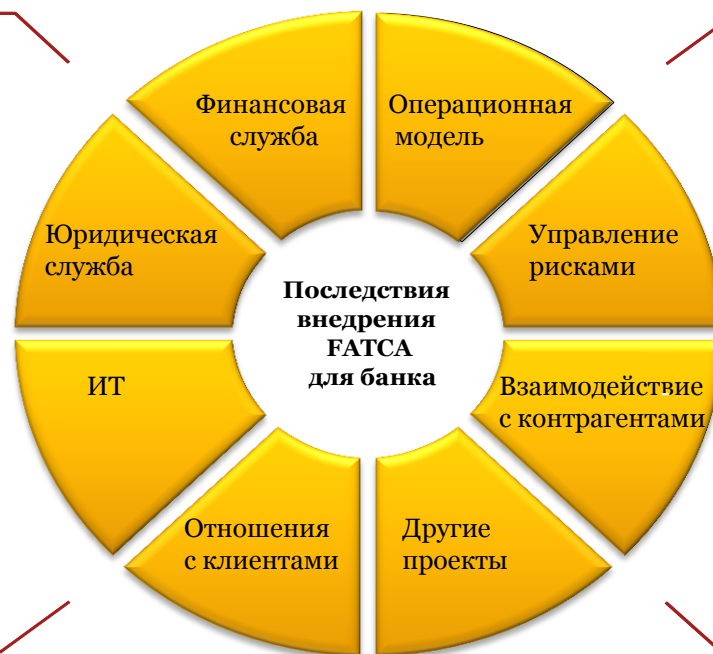 Финансовая
служба
Операционная
модель
Управление
рисками
Взаимодействие
с контрагентами
Другие
проекты
Отношения
с клиентами
ИТ
Юридическая
служба
Последствия
внедрения
FATCA
для банка